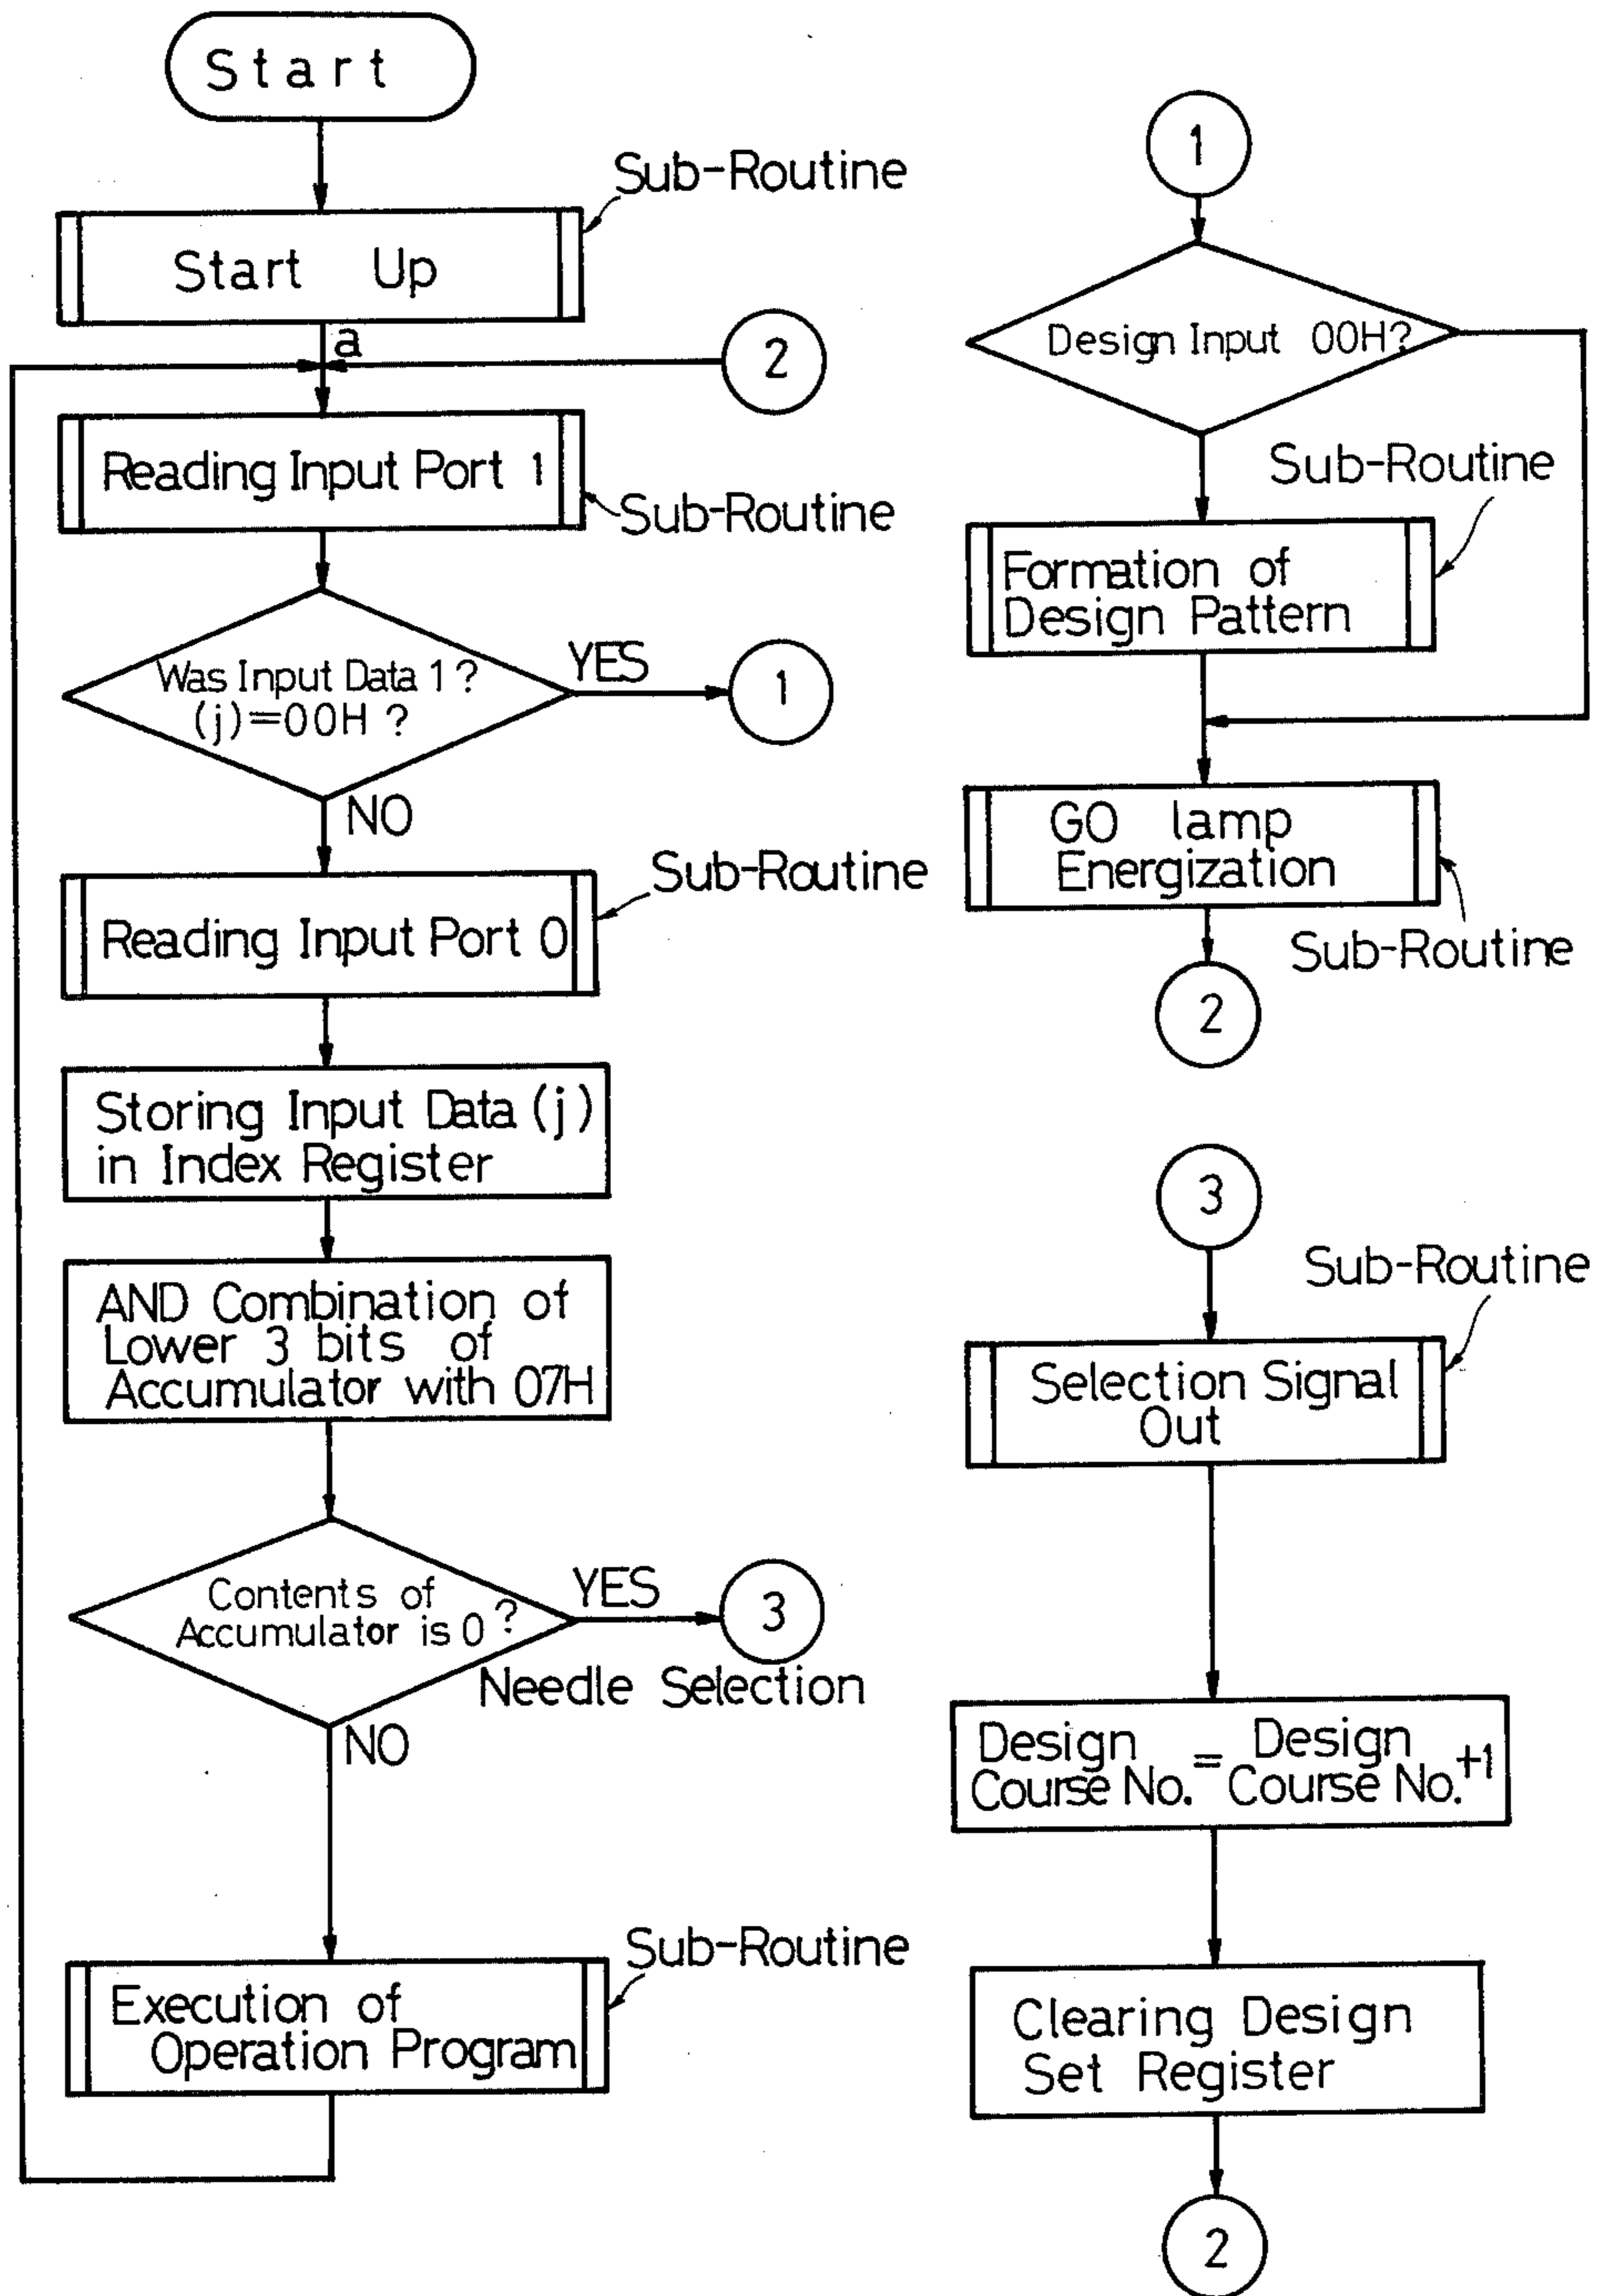 Start
Sub-Routine
Start Up
a
2
Reading Input Port 1
Sub-Routine
Was Input Data 1?
(j)=00H ?
YES
1
NO
Sub-Routine
Reading Input Port 0
Storing Input Data (j)
in Index Register
AND Combination of
Lower 3 bits of
Accumulator with 07H
Contents of
Accumulator is 0 ?
YES
3
Needle Selection
NO
Sub-Routine
Execution of
Operation Program
1
Design Input 00H?
Sub-Routine
Formation of
Design Pattern
GO lamp
Energization
Sub-Routine
2
3
Sub-Routine
Selection Signal
Out
Design = Design +1
Course No. Course No.
Clearing Design
Set Register
2